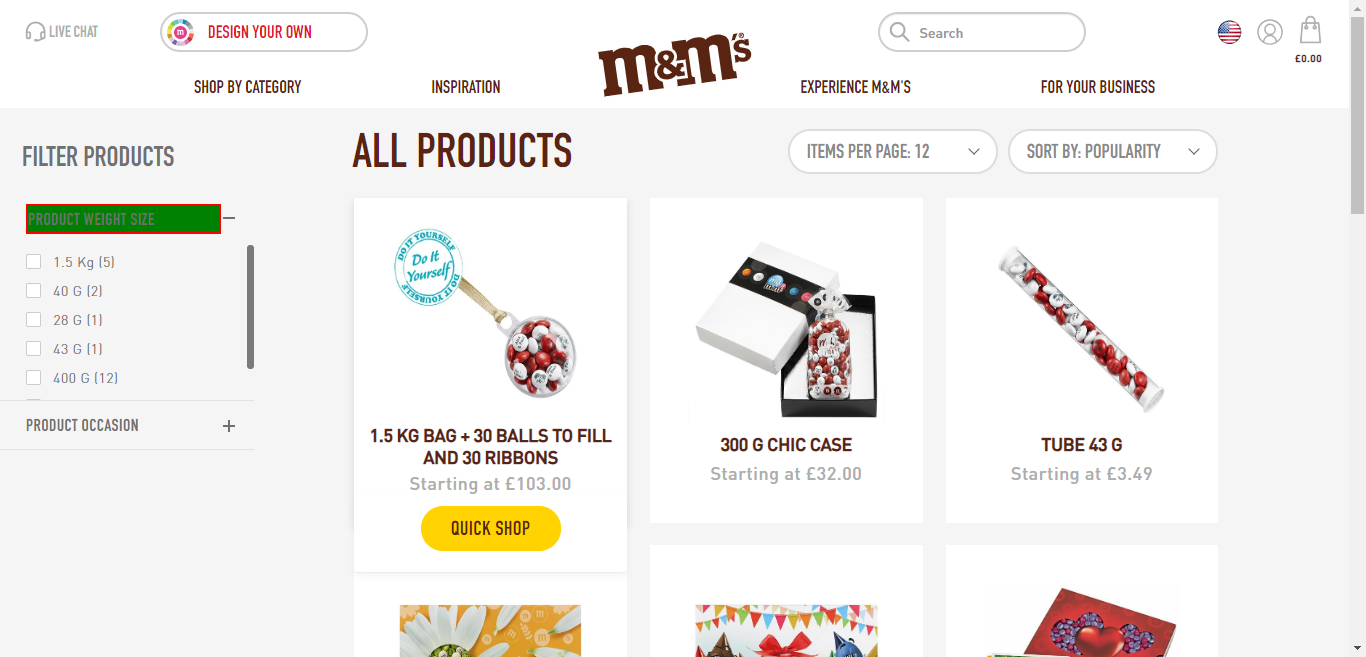 LIVE CHAT
DESIGN YOUR OWN
m&m's®
Search
£0.00
SHOP BY CATEGORY
INSPIRATION
EXPERIENCE M&M'S
FOR YOUR BUSINESS
FILTER PRODUCTS
ALL PRODUCTS
ITEMS PER PAGE: 12
SORT BY: POPULARITY
PRODUCT WEIGHT SIZE
1.5 Kg (5)
40 G (2)
28 G (1)
43 G (1)
400 G (12)
PRODUCT OCCASION
DO IT YOURSELF
Do It
Yourself
DO IT YOURSELF
1.5 KG BAG + 30 BALLS TO FILL
AND 30 RIBBONS
Starting at £103.00
QUICK SHOP
300 G CHIC CASE
Starting at £32.00
TUBE 43 G
Starting at £3.49